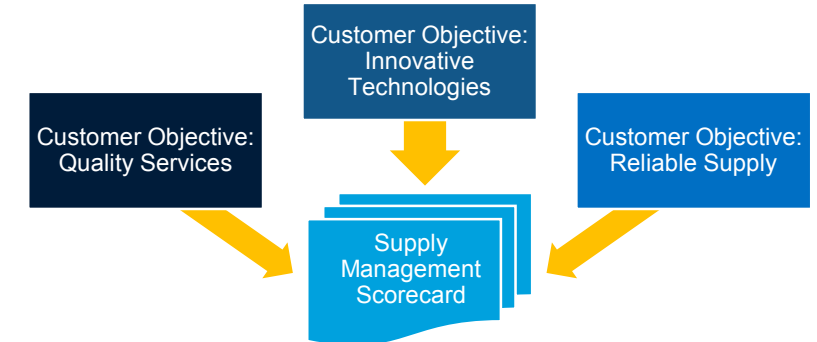 Customer Objective:
Innovative
Technologies
Customer Objective:
Quality Services
Customer Objective:
Reliable Supply
Supply
Management
Scorecard